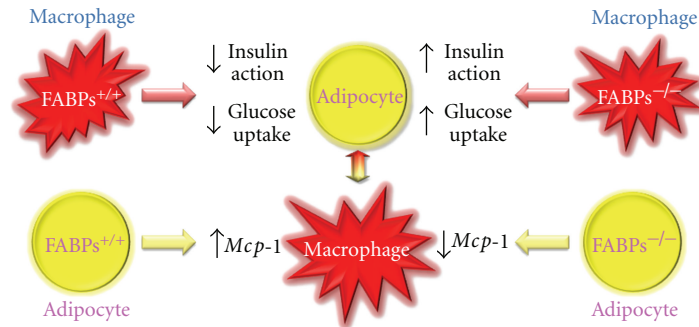 Macrophage
FABPs+/+
↓ Insulin
action
↓ Glucose
uptake
Adipocyte
↑ Insulin
action
↑ Glucose
uptake
Macrophage
FABPs−/−
FABPs+/+
Adipocyte
↑ Mcp-1
Macrophage
↓ Mcp-1
FABPs−/−
Adipocyte